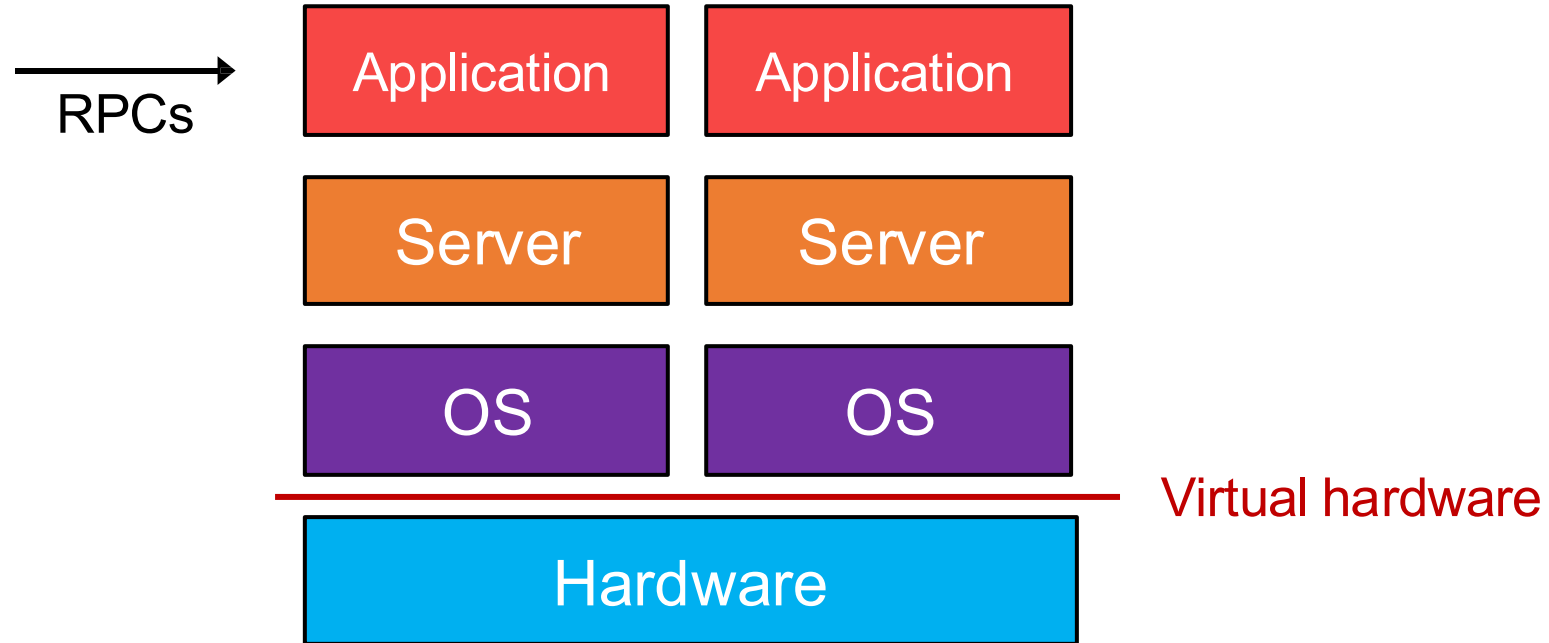 Application
Application
RPCs
Server
Server
OS
OS
Virtual hardware
Hardware